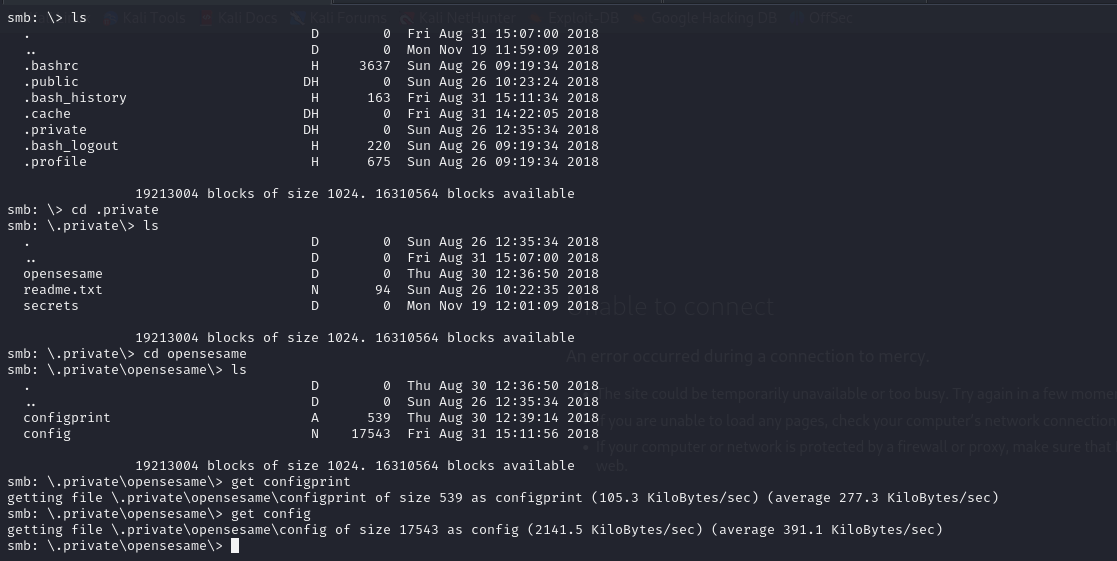 smb: \> ls
Kali Tools Kali Docs Kali Forums Kali NetHunter Exploit-DB Google Hacking DB OffSec
. D 0 Fri Aug 31 15:07:00 2018
.. D 0 Mon Nov 19 11:59:09 2018
.bashrc H 3637 Sun Aug 26 09:19:34 2018
.public DH 0 Sun Aug 26 10:23:24 2018
.bash_history H 163 Fri Aug 31 15:11:34 2018
.cache DH 0 Fri Aug 31 14:22:05 2018
.private DH 0 Sun Aug 26 12:35:34 2018
.bash_logout H 220 Sun Aug 26 09:19:34 2018
.profile H 675 Sun Aug 26 09:19:34 2018
19213004 blocks of size 1024. 16310564 blocks available
smb: \> cd .private
smb: \.private\> ls
. D 0 Sun Aug 26 12:35:34 2018
.. D 0 Fri Aug 31 15:07:00 2018
opensesame D 0 Thu Aug 30 12:36:50 2018
readme.txt N 94 Sun Aug 26 10:22:35 2018
secrets D 0 Mon Nov 19 12:01:09 2018
able to connect
19213004 blocks of size 1024. 16310564 blocks available
smb: \.private\> cd opensesame
An error occurred during a connection to mercy.
smb: \.private\opensesame\> ls
. D 0 Thu Aug 30 12:36:50 2018
The site could be temporarily unavailable or too busy. Try again in a few
.. D 0 Sun Aug 26 12:35:34 2018
configprint A 539 Thu Aug 30 12:39:14 2018
If you are unable to load any pages, check your computer's network connection
config N 17543 Fri Aug 31 15:11:56 2018
If your computer or network is protected by a firewall or proxy, make sure that
web.
19213004 blocks of size 1024. 16310564 blocks available
smb: \.private\opensesame\> get configprint
getting file \.private\opensesame\configprint of size 539 as configprint (105.3 KiloBytes/sec) (average 277.3 KiloBytes/sec)
smb: \.private\opensesame\> get config
getting file \.private\opensesame\config of size 17543 as config (2141.5 KiloBytes/sec) (average 391.1 KiloBytes/sec)
smb: \.private\opensesame\>